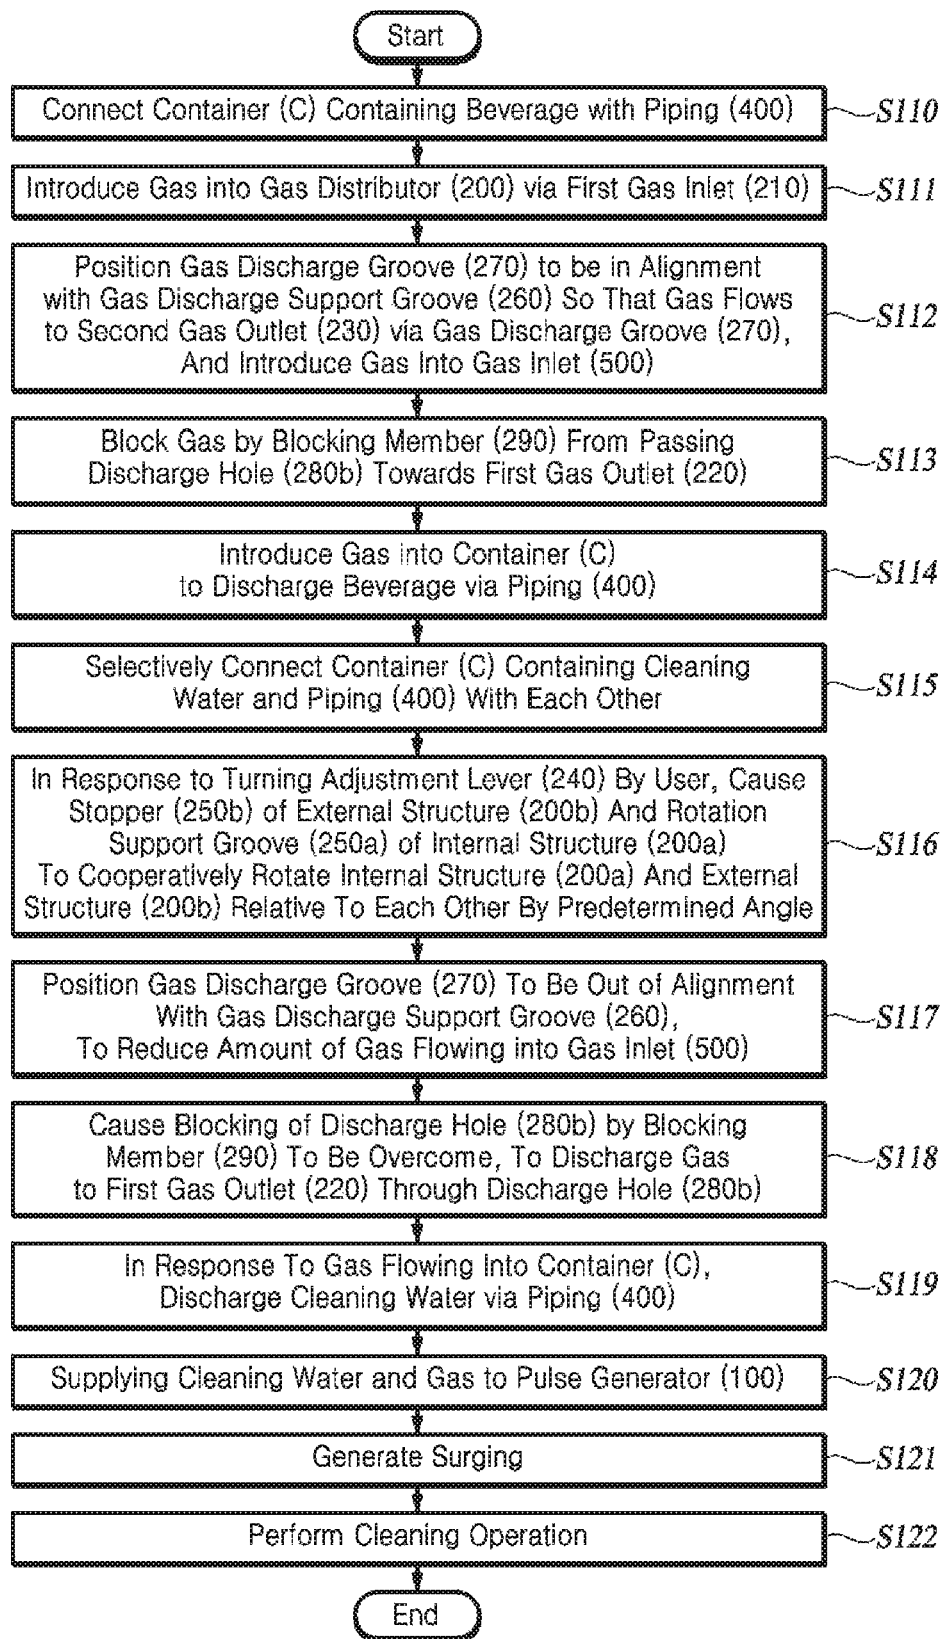 Start
Connect Container (C) Containing Beverage with Piping (400)
S110
Introduce Gas into Gas Distributor (200) via First Gas Inlet (210)
S111
Position Gas Discharge Groove (270) to be in Alignment
with Gas Discharge Support Groove (260) So That Gas Flows
to Second Gas Outlet (230) via Gas Discharge Groove (270),
And Introduce Gas Into Gas Inlet (500)
S112
Block Gas by Blocking Member (290) From Passing
Discharge Hole (280b) Towards First Gas Outlet (220)
S113
Introduce Gas into Container (C)
to Discharge Beverage via Piping (400)
S114
Selectively Connect Container (C) Containing Cleaning
Water and Piping (400) With Each Other
S115
In Response to Turning Adjustment Lever (240) By User, Cause
Stopper (250b) of External Structure (200b) And Rotation
Support Groove (250a) of Internal Structure (200a)
To Cooperatively Rotate Internal Structure (200a) And External
Structure (200b) Relative To Each Other By Predetermined Angle
S116
Position Gas Discharge Groove (270) To Be Out of Alignment
With Gas Discharge Support Groove (260),
To Reduce Amount of Gas Flowing into Gas Inlet (500)
S117
Cause Blocking of Discharge Hole (280b) by Blocking
Member (290) To Be Overcome, To Discharge Gas
to First Gas Outlet (220) Through Discharge Hole (280b)
S118
In Response To Gas Flowing Into Container (C),
Discharge Cleaning Water via Piping (400)
S119
Supplying Cleaning Water and Gas to Pulse Generator (100)
S120
Generate Surging
S121
Perform Cleaning Operation
S122
End